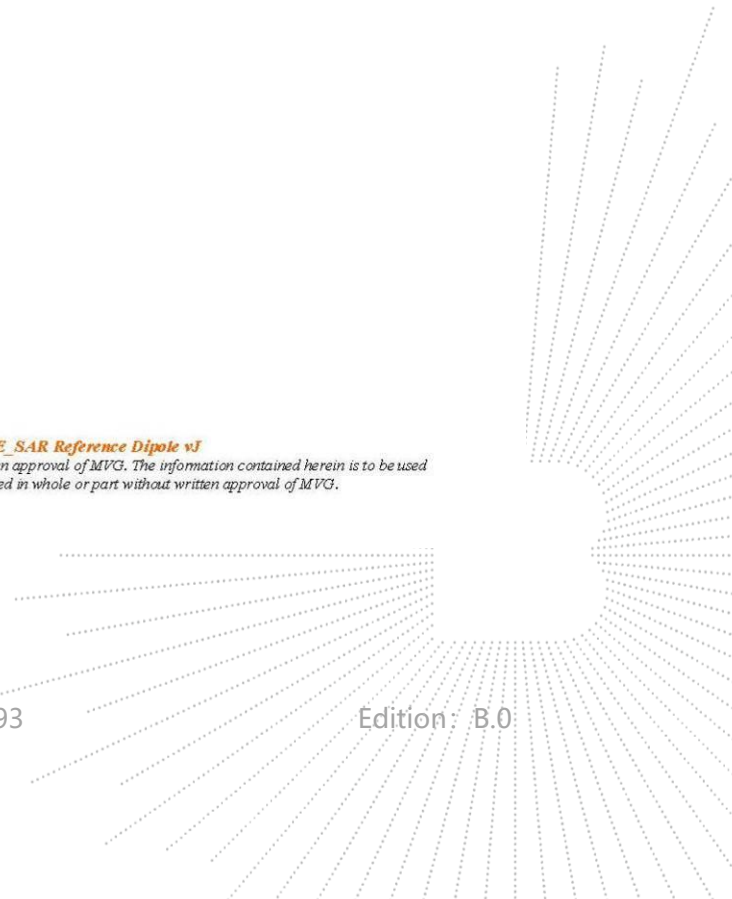 E_SAR Reference Dipole vJ
n approval of MVG. The information contained herein is to be used
ed in whole or part without written approval of MVG.
93
Edition：B.0